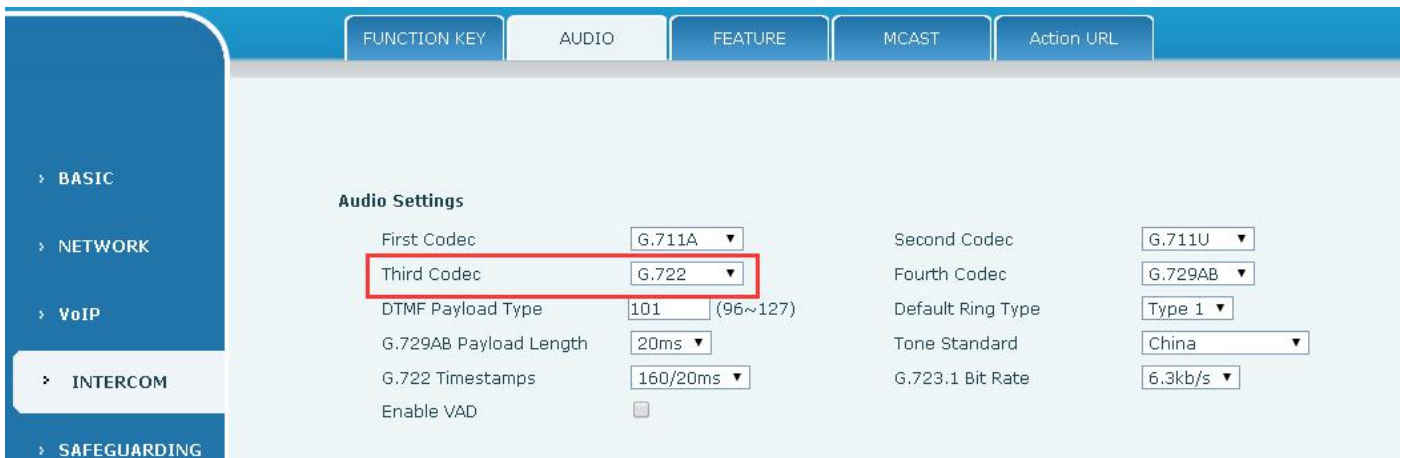 FUNCTION KEY AUDIO FEATURE MCAST Action URL
› BASIC
› NETWORK
› VoIP
› INTERCOM
› SAFEGUARDING
Audio Settings
First Codec G.711A ▼ Second Codec G.711U ▼
Third Codec G.722 ▼ Fourth Codec G.729AB ▼
DTMF Payload Type 101 (96~127) Default Ring Type Type 1 ▼
G.729AB Payload Length 20ms ▼ Tone Standard China ▼
G.722 Timestamps 160/20ms ▼ G.723.1 Bit Rate 6.3kb/s ▼
Enable VAD